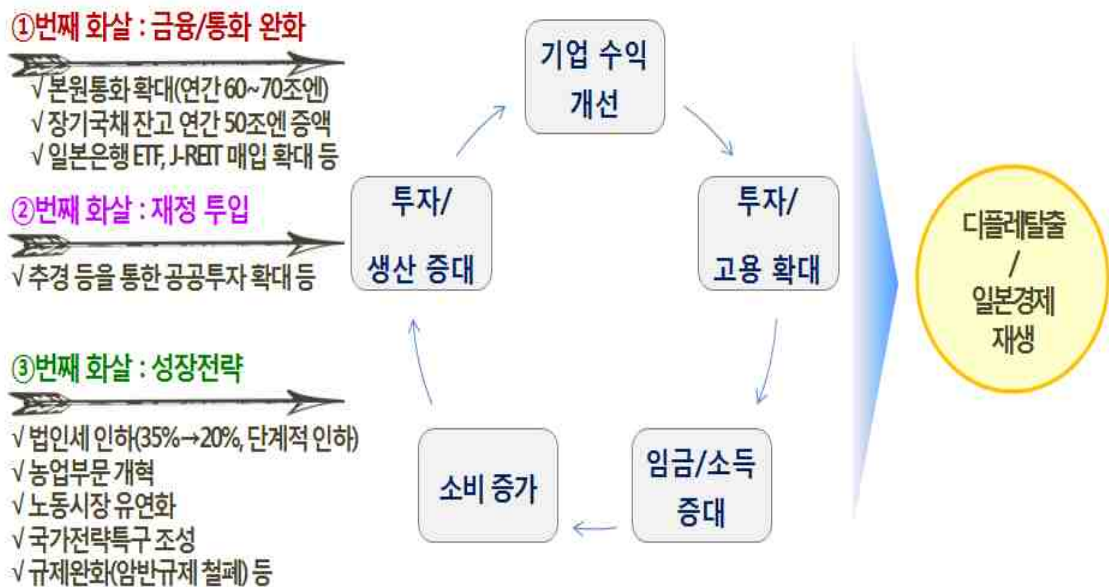 ①번째 화살 : 금융/통화 완화
√ 본원통화 확대(연간 60~70조엔)
√ 장기국채 잔고 연간 50조엔 증액
√ 일본은행 ETF, J-REIT 매입 확대 등
②번째 화살 : 재정 투입
√ 추경 등을 통한 공공투자 확대 등
③번째 화살 : 성장전략
√ 법인세 인하(35%→20%, 단계적 인하)
√ 농업부문 개혁
√ 노동시장 유연화
√ 국가전략특구 조성
√ 규제완화(암반규제 철폐) 등
기업 수익
개선
투자/
고용 확대
임금/소득
증대
소비 증가
투자/
생산 증대
디플레탈출
/
일본경제
재생